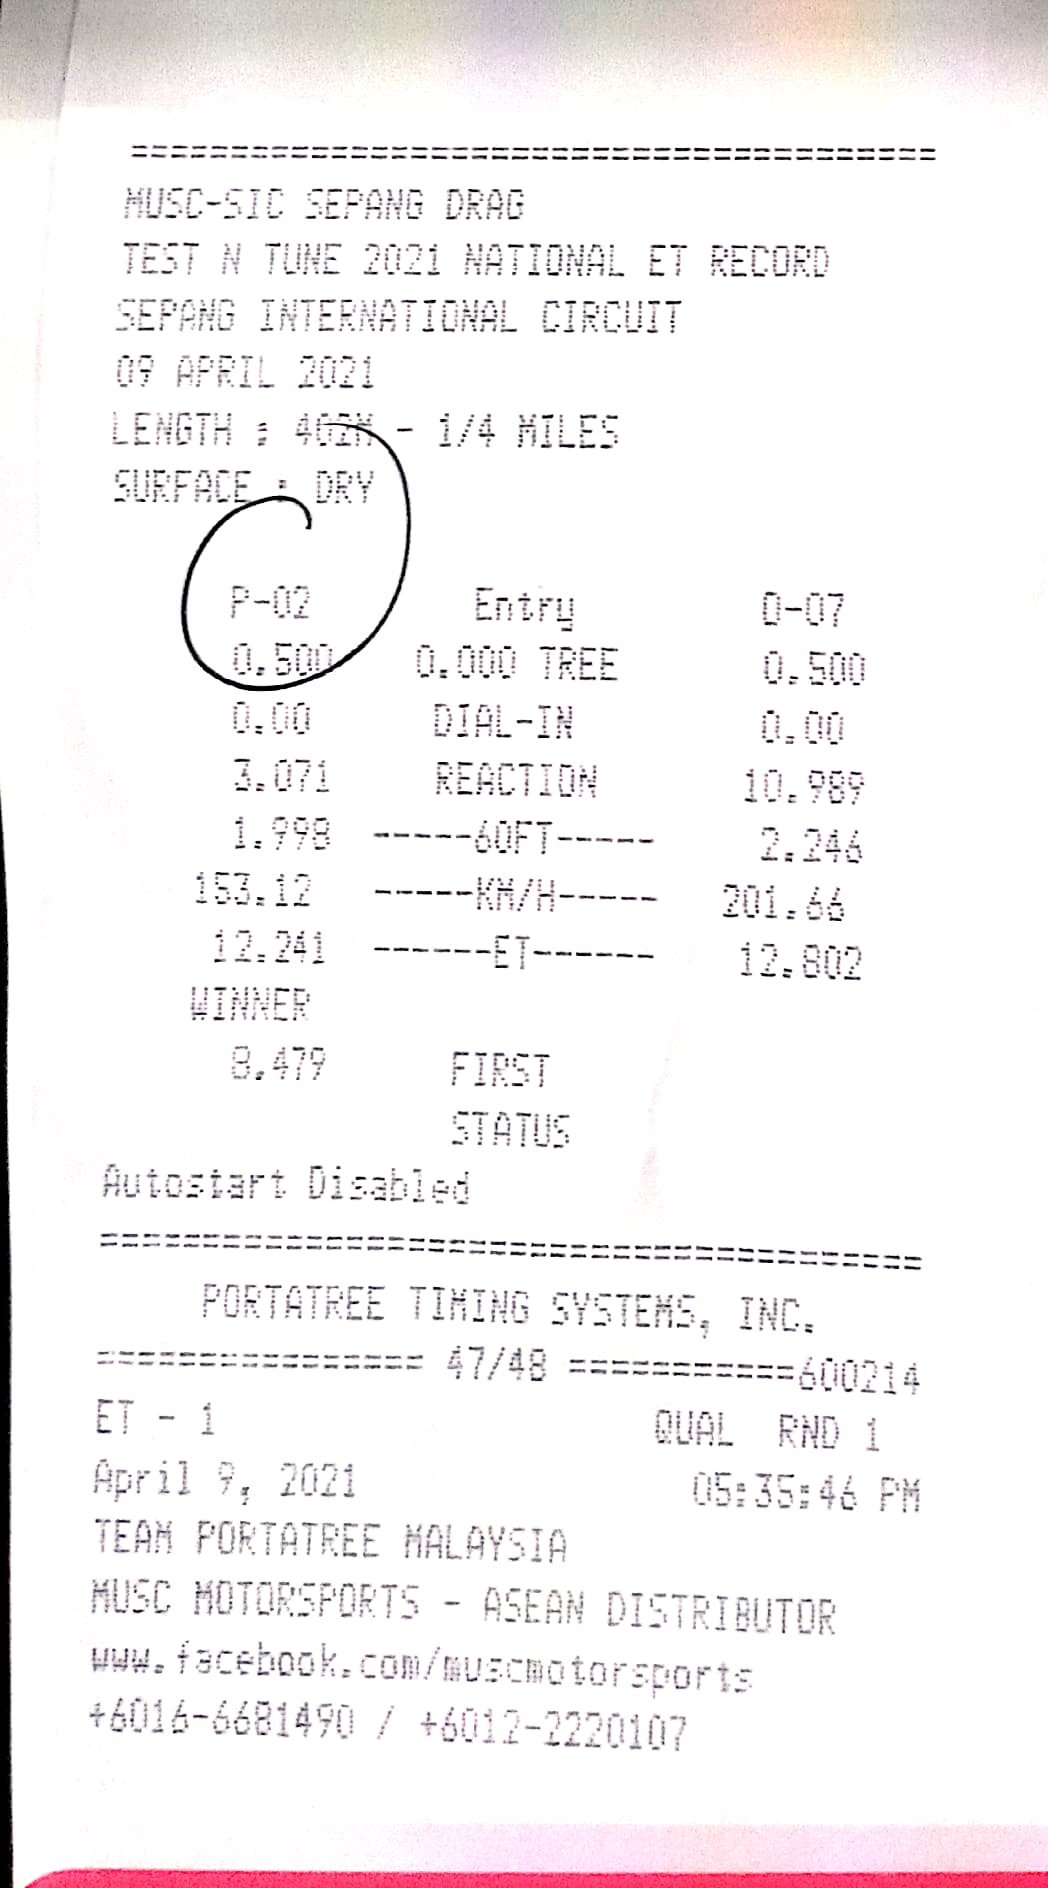 ========================================
MUSC-SIC SEPANG DRAG
TEST N TUNE 2021 NATIONAL ET RECORD
SEPANG INTERNATIONAL CIRCUIT
09 APRIL 2021
LENGTH : 402M - 1/4 MILES
SURFACE : DRY
P-02 Entry O-07
0.500 0.000 TREE 0.500
0.00 DIAL-IN 0.00
3.071 REACTION 10.989
1.998 -----60FT----- 2.246
153.12 -----KM/H----- 201.66
12.241 ------ET------ 12.802
WINNER
8.479 FIRST
STATUS
Autostart Disabled
=========================================
PORTATREE TIMING SYSTEMS, INC.
================= 47/48 ===========600214
ET - 1 QUAL RND 1
April 9, 2021 05:35:46 PM
TEAM PORTATREE MALAYSIA
MUSC MOTORSPORTS - ASEAN DISTRIBUTOR
www.facebook.com/muscmotorsports
+6016-6681490 / +6012-2220107